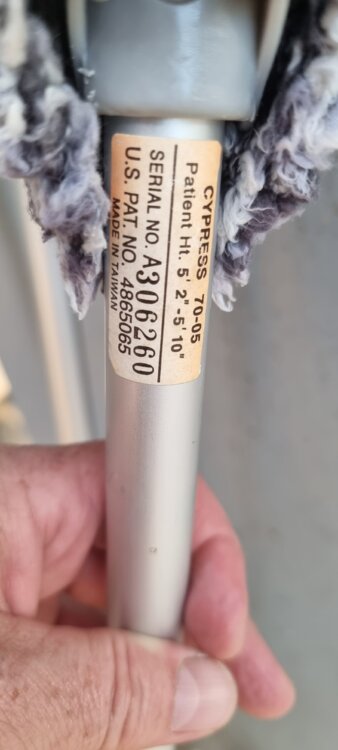 CYPRESS 70-05
Patient Ht. 5' 2"-5' 10"
SERIAL NO. A306260
U.S. PAT. NO. 4865065
MADE IN TAIWAN